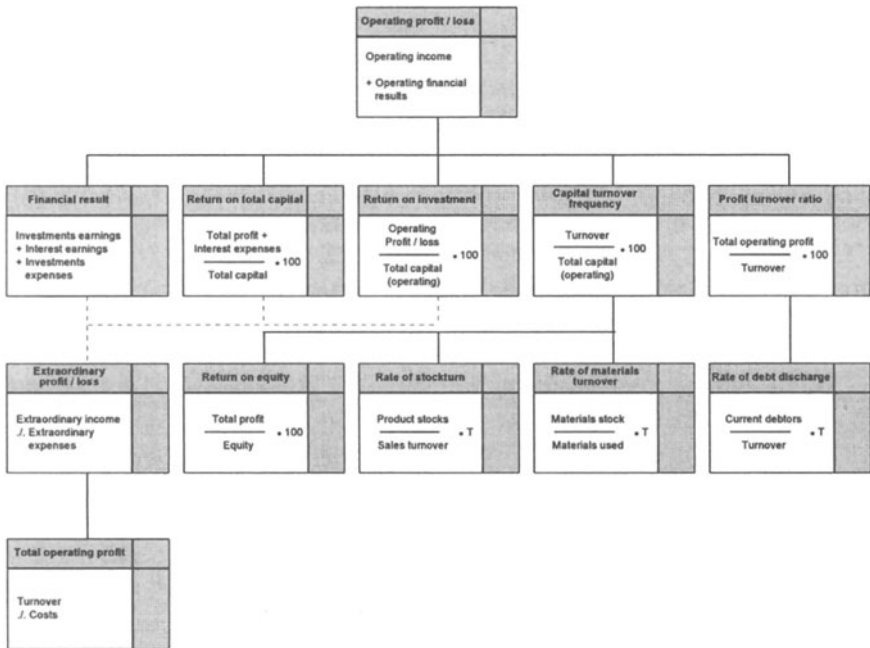 Operating profit / loss
Operating income
+ Operating financial
results
Financial result
Investments earnings
+ Interest earnings
+ Investments
expenses
Return on total capital
Total profit +
Interest expenses
Total capital
• 100
Return on investment
Operating
Profit / loss
Total capital
(operating)
• 100
Capital turnover
frequency
Turnover
Total capital
(operating)
• 100
Profit turnover ratio
Total operating profit
Turnover
• 100
Extraordinary
profit / loss
Extraordinary income
./. Extraordinary
expenses
Return on equity
Total profit
Equity
• 100
Rate of stockturn
Product stocks
Sales turnover
• T
Rate of materials
turnover
Materials stock
Materials used
• T
Rate of debt discharge
Current debtors
Turnover
• T
Total operating profit
Turnover
./. Costs